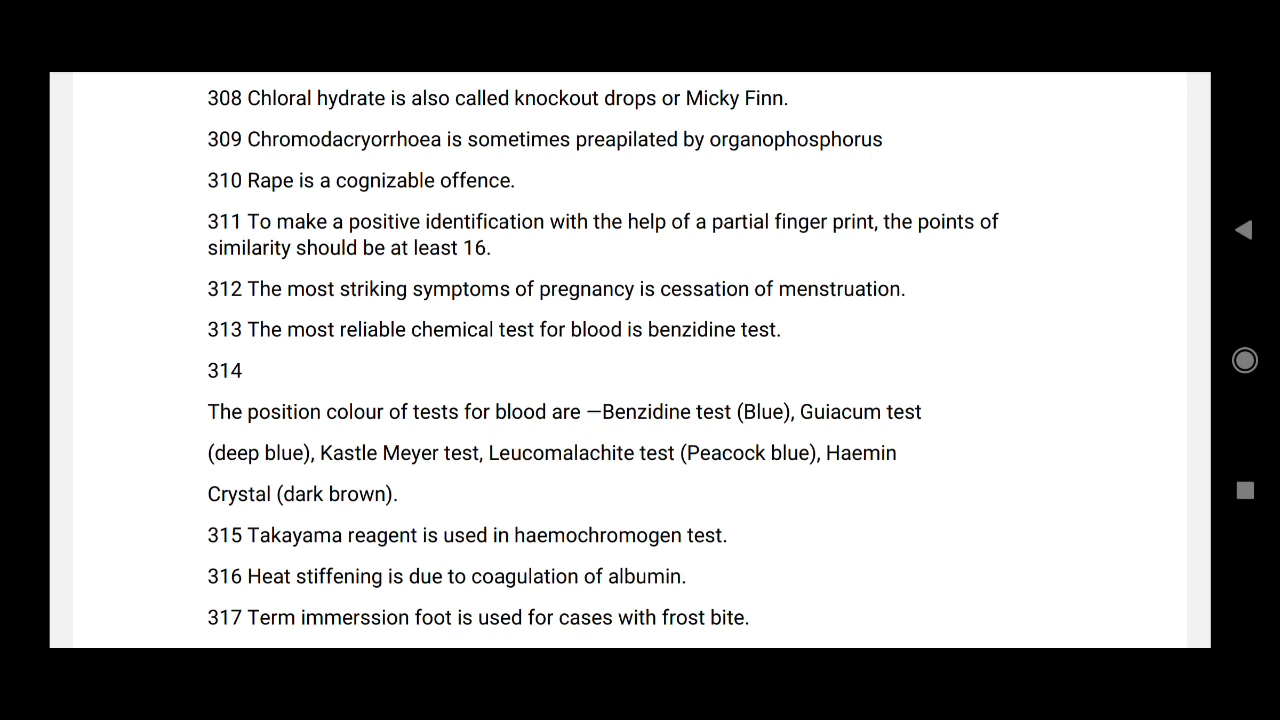 308 Chloral hydrate is also called knockout drops or Micky Finn.
309 Chromodacryorrhoea is sometimes preapilated by organophosphorus
310 Rape is a cognizable offence.
311 To make a positive identification with the help of a partial finger print, the points of
similarity should be at least 16.
312 The most striking symptoms of pregnancy is cessation of menstruation.
313 The most reliable chemical test for blood is benzidine test.
314
The position colour of tests for blood are —Benzidine test (Blue), Guiacum test
(deep blue), Kastle Meyer test, Leucomalachite test (Peacock blue), Haemin
Crystal (dark brown).
315 Takayama reagent is used in haemochromogen test.
316 Heat stiffening is due to coagulation of albumin.
317 Term immerssion foot is used for cases with frost bite.